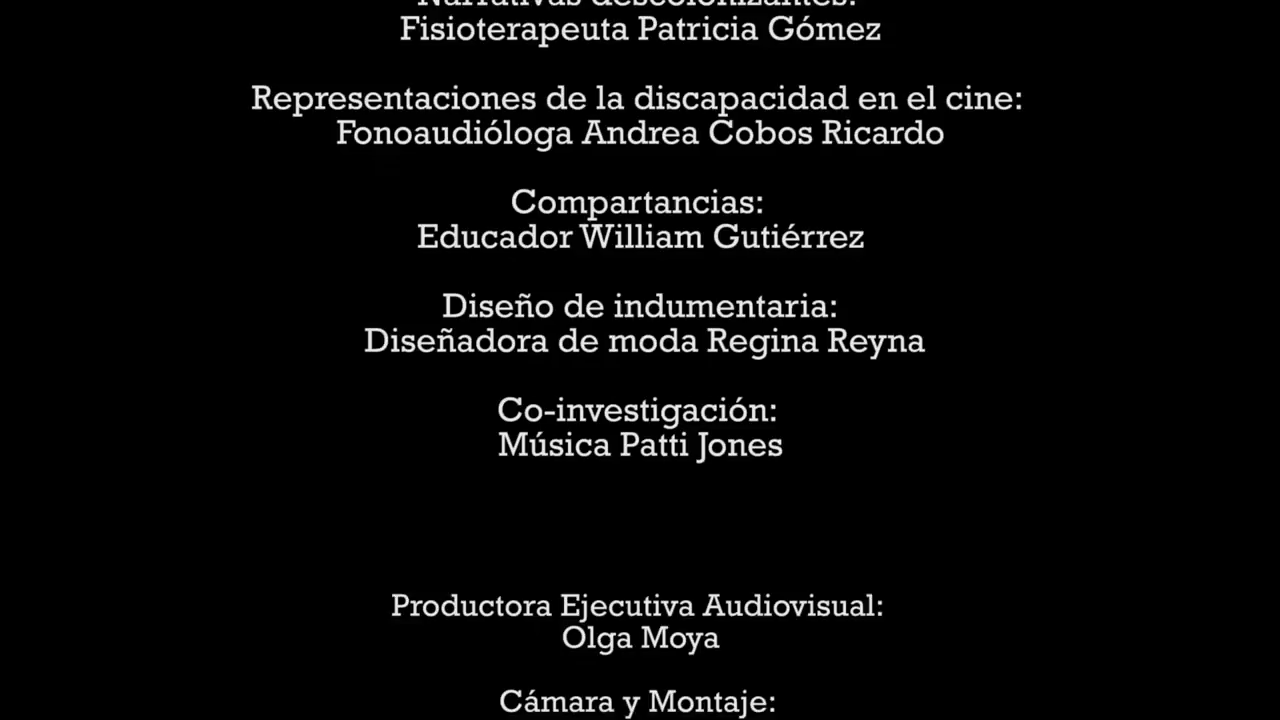 Narrativas descolonizantes:
Fisioterapeuta Patricia Gómez
Representaciones de la discapacidad en el cine:
Fonoaudióloga Andrea Cobos Ricardo
Compartancias:
Educador William Gutiérrez
Diseño de indumentaria:
Diseñadora de moda Regina Reyna
Co-investigación:
Música Patti Jones
Productora Ejecutiva Audiovisual:
Olga Moya
Cámara y Montaje: